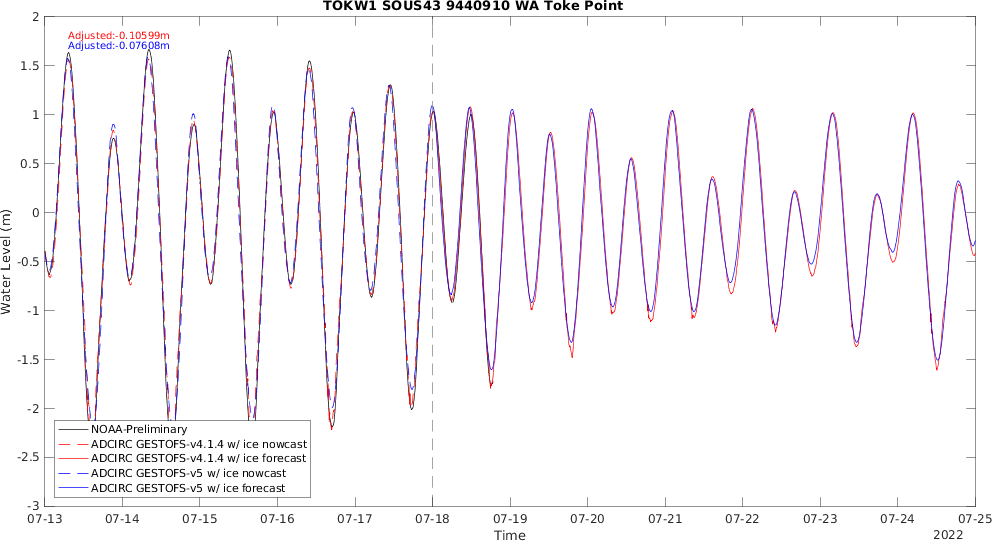 TOKW1 SOUS43 9440910 WA Toke Point
Adjusted:-0.10599m
Adjusted:-0.07608m
2
1.5
1
0.5
0
-0.5
-1
-1.5
-2
-2.5
-3
Water Level (m)
NOAA-Preliminary
ADCIRC GESTOFS-v4.1.4 w/ ice nowcast
ADCIRC GESTOFS-v4.1.4 w/ ice forecast
ADCIRC GESTOFS-v5 w/ ice nowcast
ADCIRC GESTOFS-v5 w/ ice forecast
07-13 07-14 07-15 07-16 07-17 07-18 07-19 07-20 07-21 07-22 07-23 07-24 07-25
Time
2022